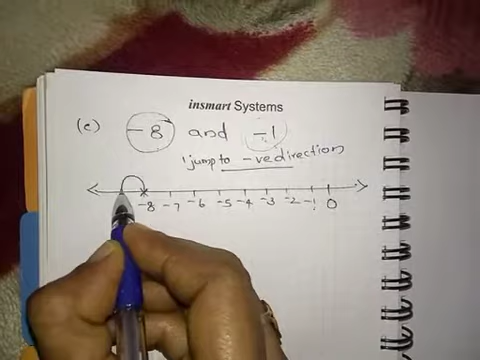 insmart Systems
(c) -8 and -1
1 jump to -ve direction
-8 -7 -6 -5 -4 -3 -2 -1 0